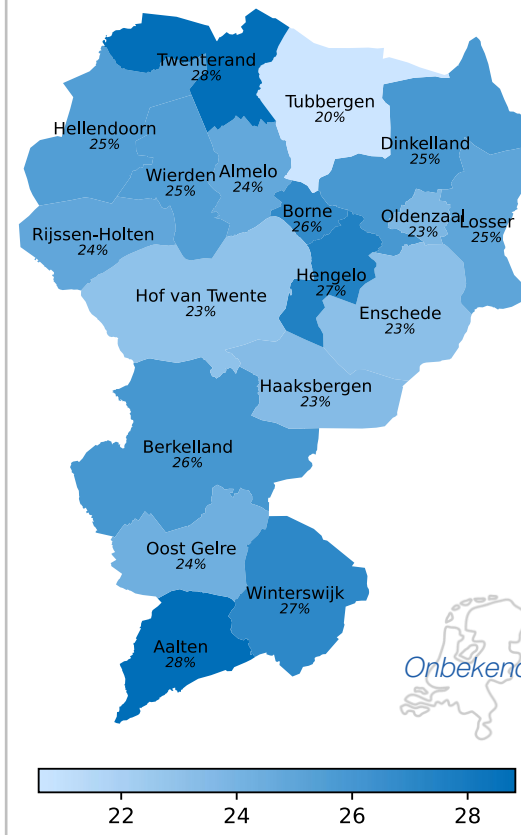 Twenterand
28%
Tubbergen
20%
Hellendoorn
25%
Dinkelland
25%
Wierden
25%
Almelo
24%
Borne
26%
Oldenzaal
23%
Losser
25%
Rijssen-Holten
24%
Hengelo
27%
Hof van Twente
23%
Enschede
23%
Haaksbergen
23%
Berkelland
26%
Oost Gelre
24%
Winterswijk
27%
Aalten
28%
Onbekend
22 24 26 28